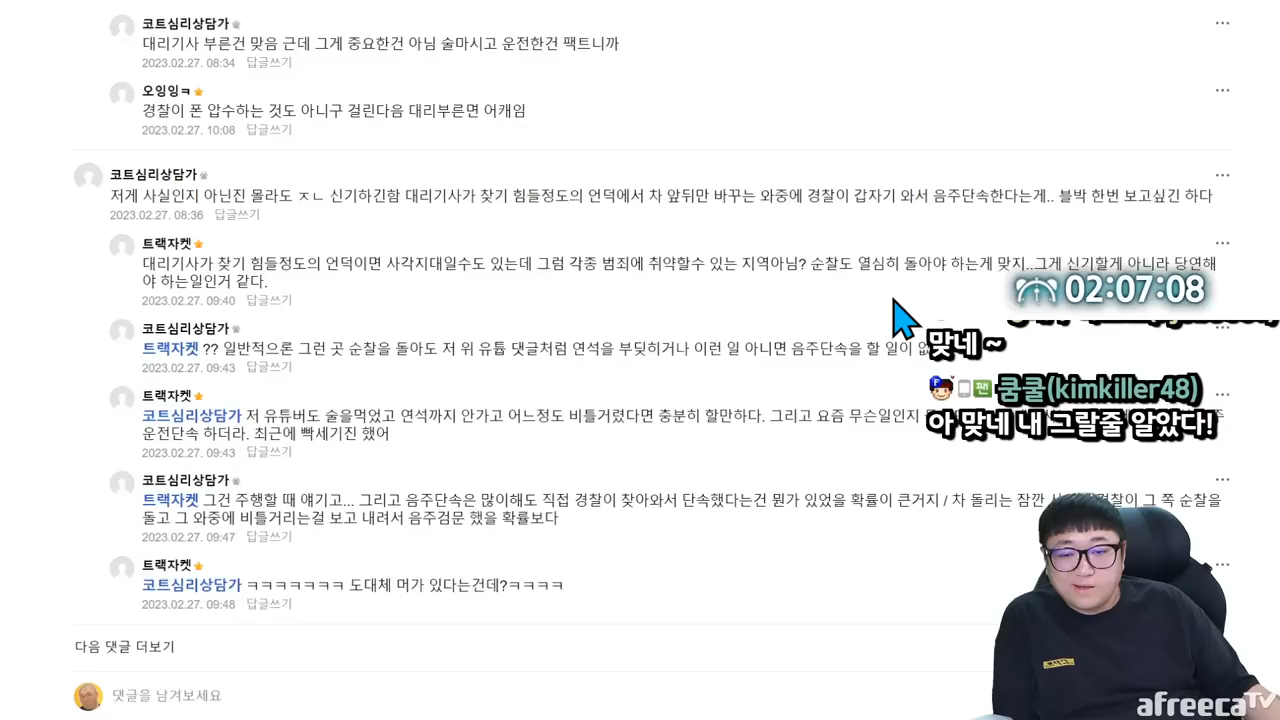 코트심리상담가
대리기사 부른건 맞음 근데 그게 중요한건 아님 술마시고 운전한건 팩트니까
2023.02.27. 08:34 답글쓰기
오잉잉ㅋ
경찰이 폰 압수하는 것도 아니구 걸린다음 대리부르면 어캐임
2023.02.27. 10:08 답글쓰기
코트심리상담가
저게 사실인지 아닌진 몰라도 ㅈㄴ 신기하긴함 대리기사가 찾기 힘들정도의 언덕에서 차 앞뒤만 바꾸는 와중에 경찰이 갑자기 와서 음주단속한다는게.. 블박 한번 보고싶긴 하다
2023.02.27. 08:36 답글쓰기
트랙자켓
대리기사가 찾기 힘들정도의 언덕이면 사각지대일수도 있는데 그럼 각종 범죄에 취약할수 있는 지역아님? 순찰도 열심히 돌아야 하는게 맞지..그게 신기할게 아니라 당연해
야 하는일인거 같다.
2023.02.27. 09:40 답글쓰기
02:07:08
코트심리상담가
트랙자켓 ?? 일반적으론 그런 곳 순찰을 돌아도 저 위 유튭 댓글처럼 연석을 부딪히거나 이런 일 아니면 음주단속을 할 일이
2023.02.27. 09:43 답글쓰기
맞네 ~
쿰쿨(kimkiller48)
아 맞네 내 그랄줄 알았다!
트랙자켓
코트심리상담가 저 유튜버도 술을먹었고 연석까지 안가고 어느정도 비틀거렸다면 충분히 할만하다. 그리고 요즘 무슨일인지
운전단속 하더라. 최근에 빡세기진 했어
2023.02.27. 09:43 답글쓰기
코트심리상담가
트랙자켓 그건 주행할 때 얘기고... 그리고 음주단속은 많이해도 직접 경찰이 찾아와서 단속했다는건 뭔가 있었을 확률이 큰거지 / 차 돌리는 잠깐 그 쪽 순찰을
돌고 그 와중에 비틀거리는걸 보고 내려서 음주검문 했을 확률보다
2023.02.27. 09:47 답글쓰기
트랙자켓
코트심리상담가 ㅋㅋㅋㅋㅋㅋㅋ 도대체 머가 있다는건데?ㅋㅋㅋㅋ
2023.02.27. 09:48 답글쓰기
다음 댓글 더보기
댓글을 남겨보세요
afreecaTV